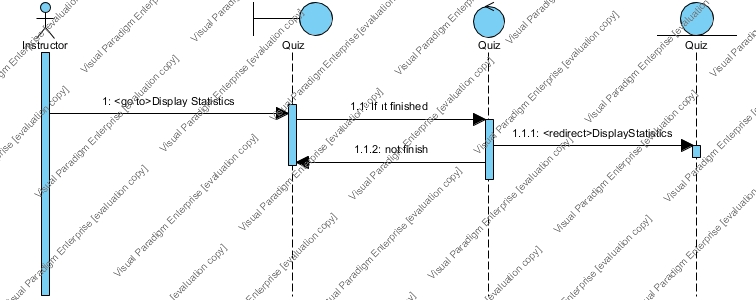 Instructor
Quiz
Quiz
Quiz
1: <go to>Display Statistics
1.1: If it finished
1.1.1: <redirect>DisplayStatistics
1.1.2: not finish
Visual Paradigm Enterprise [evaluation copy]